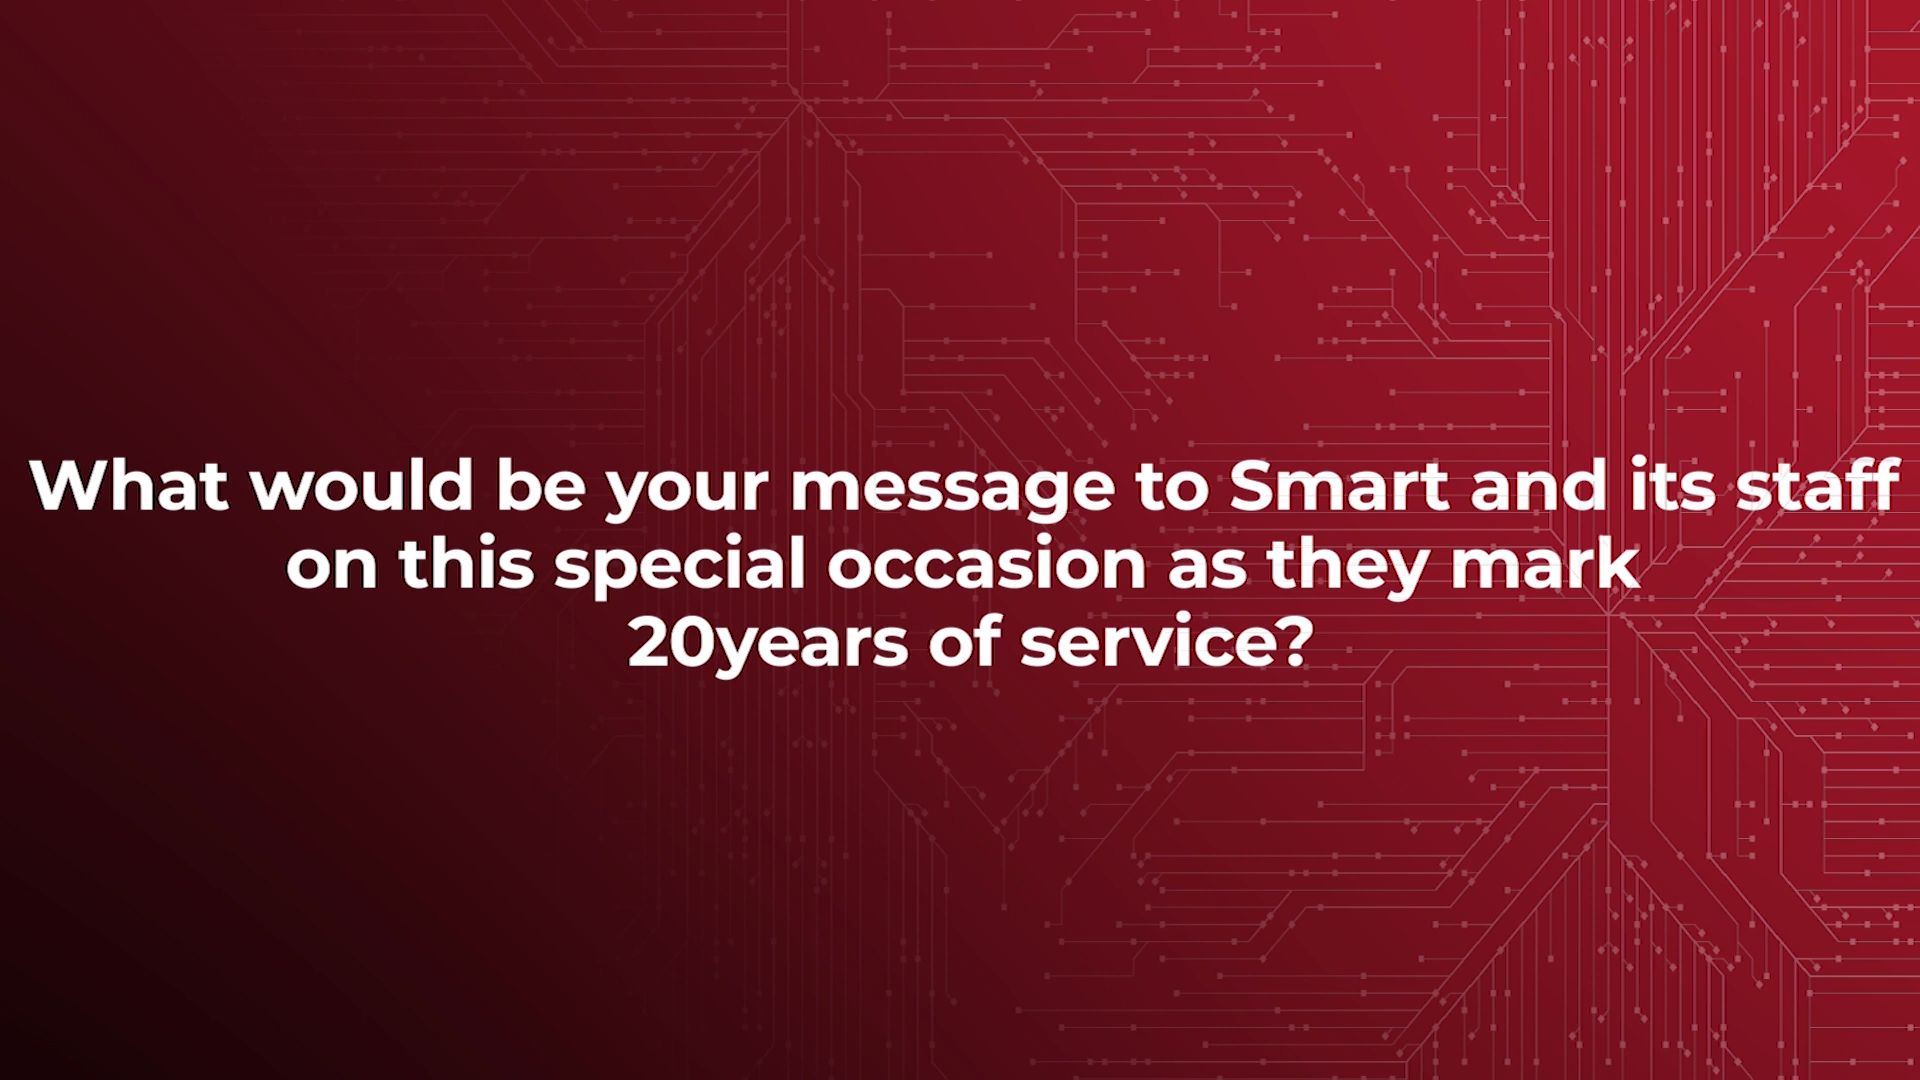 What would be your message to Smart and its staff
on this special occasion as they mark
20years of service?